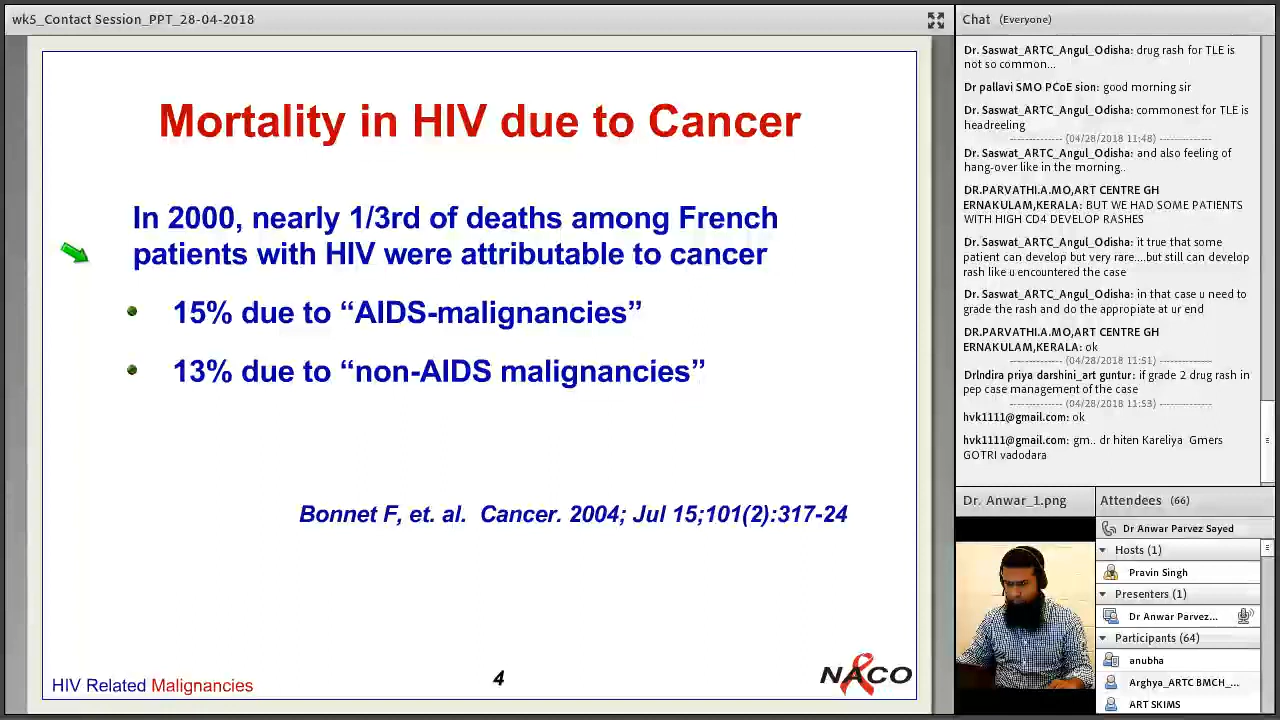 wk5_Contact Session_PPT_28-04-2018
Mortality in HIV due to Cancer
In 2000, nearly 1/3rd of deaths among French
patients with HIV were attributable to cancer
15% due to “AIDS-malignancies”
13% due to “non-AIDS malignancies”
Bonnet F, et. al. Cancer. 2004; Jul 15;101(2):317-24
HIV Related Malignancies
4
NACO
Chat (Everyone)
Dr. Saswat_ARTC_Angul_Odisha: drug rash for TLE is
not so common...
Dr pallavi SMO PCoE sion: good morning sir
Dr. Saswat_ARTC_Angul_Odisha: commonest for TLE is
headreeling
(04/28/2018 11:48)
Dr. Saswat_ARTC_Angul_Odisha: and also feeling of
hang-over like in the morning..
DR.PARVATHI.A.MO,ART CENTRE GH
ERNAKULAM,KERALA: BUT WE HAD SOME PATIENTS
WITH HIGH CD4 DEVELOP RASHES
Dr. Saswat_ARTC_Angul_Odisha: it true that some
patient can develop but very rare....but still can develop
rash like u encountered the case
Dr. Saswat_ARTC_Angul_Odisha: in that case u need to
grade the rash and do the appropiate at ur end
DR.PARVATHI.A.MO,ART CENTRE GH
ERNAKULAM,KERALA: ok
(04/28/2018 11:51)
DrIndira priya darshini_art guntur: if grade 2 drug rash in
pep case management of the case
(04/28/2018 11:53)
hvk1111@gmail.com: ok
hvk1111@gmail.com: gm.. dr hiten Kareliya Gmers
GOTRI vadodara
Dr. Anwar_1.png
Attendees (66)
Dr Anwar Parvez Sayed
Hosts (1)
Pravin Singh
Presenters (1)
Dr Anwar Parvez...
Participants (64)
anubha
Arghya_ARTC BMCH_...
ART SKIMS